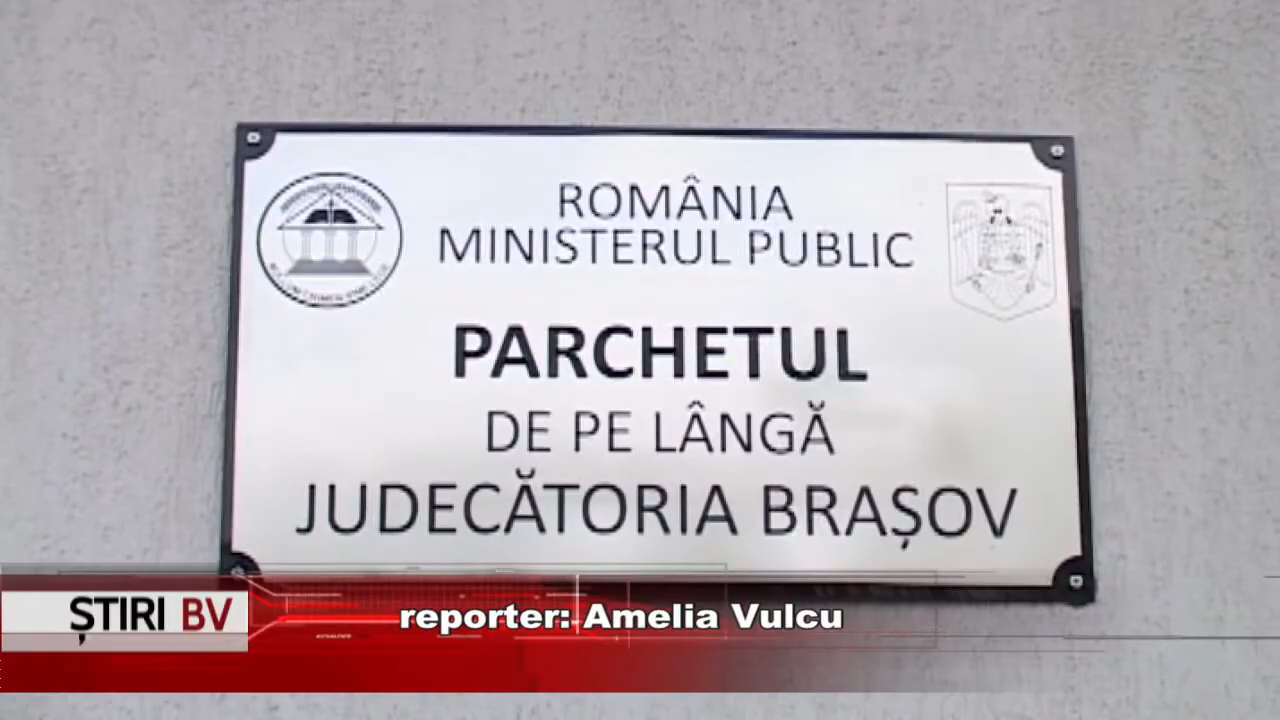 ROMÂNIA
MINISTERUL PUBLIC
PARCHETUL
DE PE LÂNGĂ
JUDECĂTORIA BRAȘOV
ȘTIRI BV
reporter: Amelia Vulcu